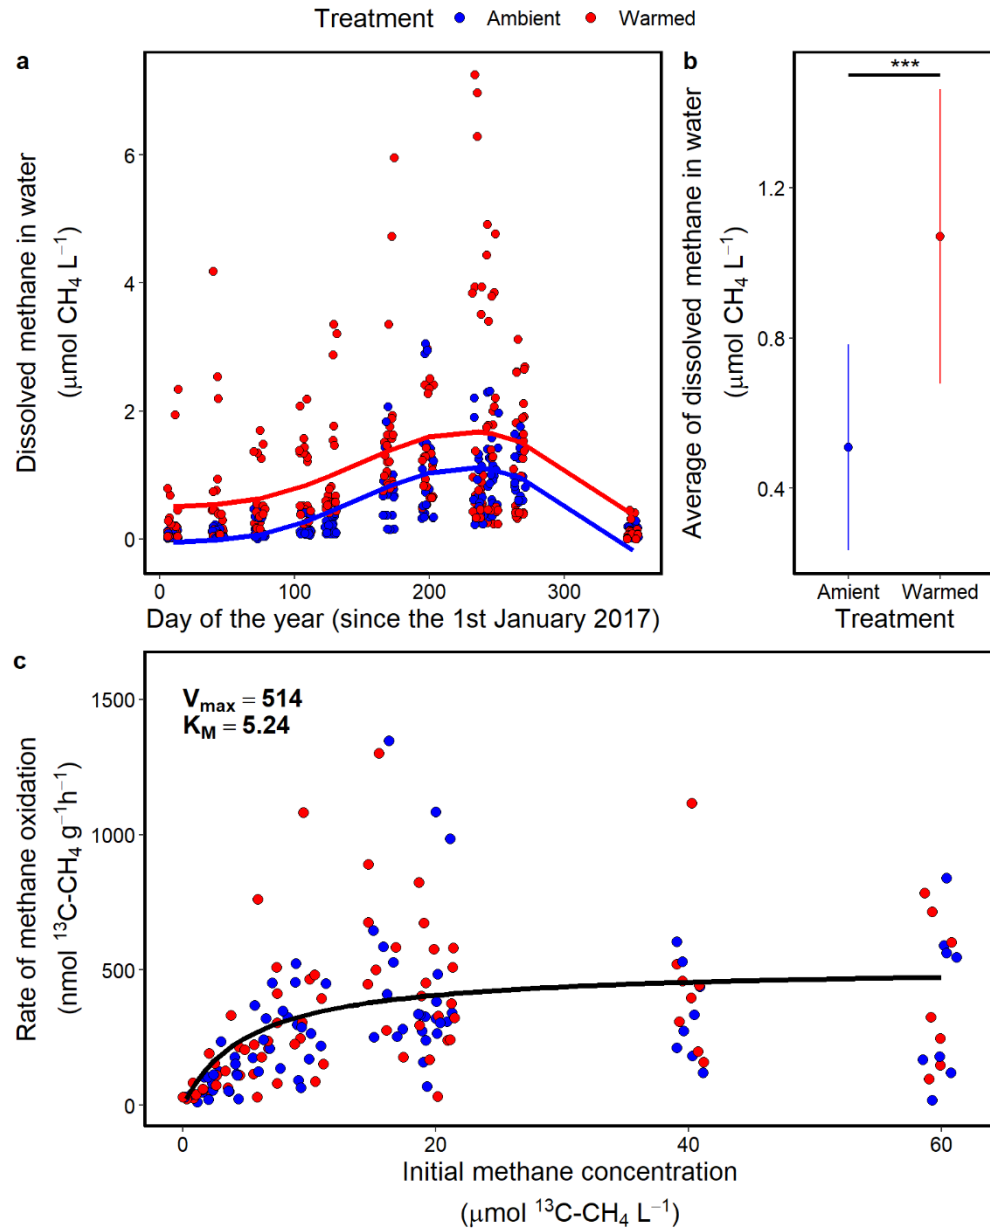 Treatment Ambient Warmed
a
Dissolved methane in water
(μmol CH₄ L⁻¹)
6
4
2
0
0 100 200 300
Day of the year (since the 1st January 2017)
b
Average of dissolved methane in water
(μmol CH₄ L⁻¹)
***
1.2
0.8
0.4
Amient Warmed
Treatment
c
Rate of methane oxidation
(nmol ¹³C-CH₄ g⁻¹h⁻¹)
1500
1000
500
0
Vmax = 514
KM = 5.24
0 20 40 60
Initial methane concentration
(μmol ¹³C-CH₄ L⁻¹)